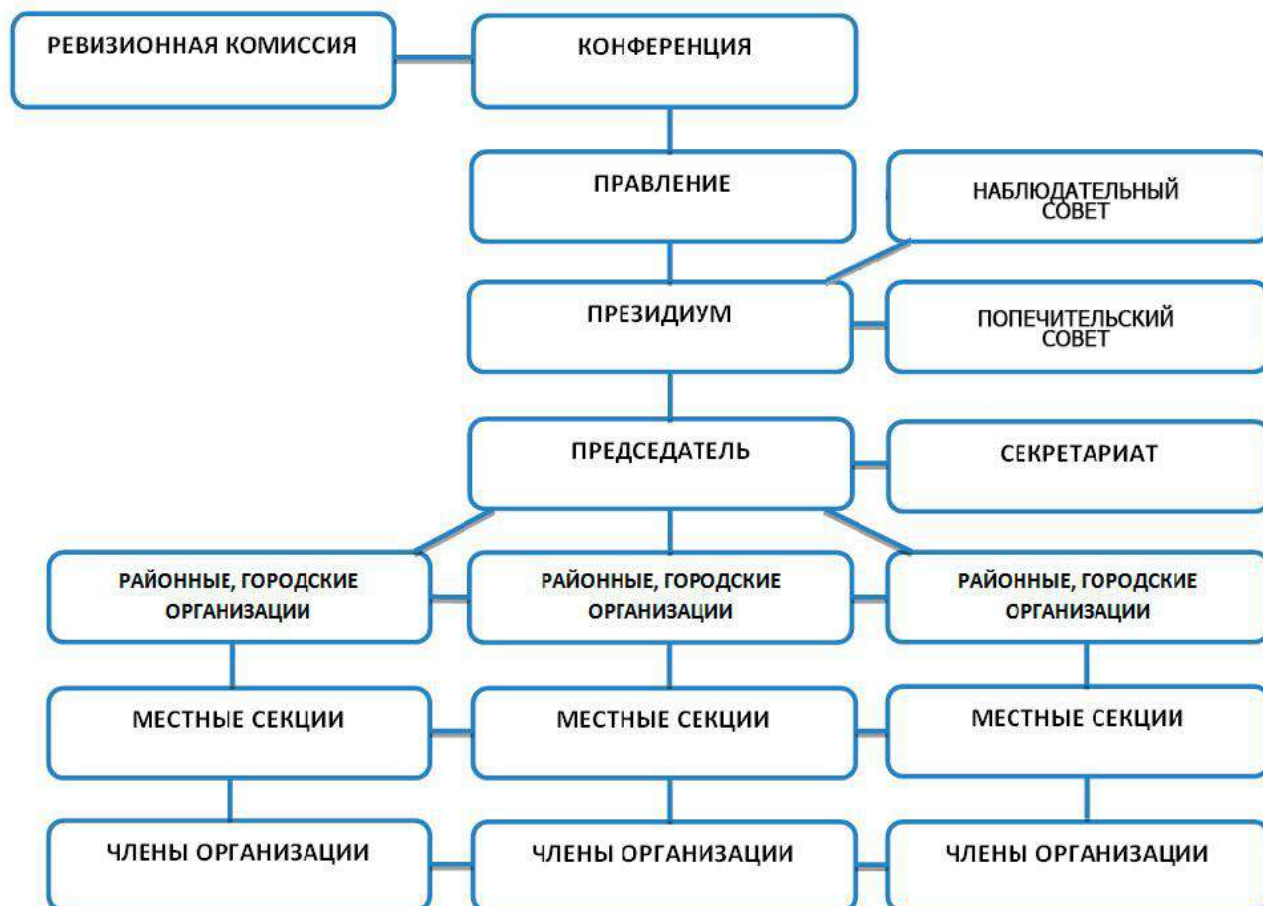 РЕВИЗИОННАЯ КОМИССИЯ
КОНФЕРЕНЦИЯ
ПРАВЛЕНИЕ
НАБЛЮДАТЕЛЬНЫЙ
СОВЕТ
ПРЕЗИДИУМ
ПОПЕЧИТЕЛЬСКИЙ
СОВЕТ
ПРЕДСЕДАТЕЛЬ
СЕКРЕТАРИАТ
РАЙОННЫЕ, ГОРОДСКИЕ
ОРГАНИЗАЦИИ
РАЙОННЫЕ, ГОРОДСКИЕ
ОРГАНИЗАЦИИ
РАЙОННЫЕ, ГОРОДСКИЕ
ОРГАНИЗАЦИИ
МЕСТНЫЕ СЕКЦИИ
МЕСТНЫЕ СЕКЦИИ
МЕСТНЫЕ СЕКЦИИ
ЧЛЕНЫ ОРГАНИЗАЦИИ
ЧЛЕНЫ ОРГАНИЗАЦИИ
ЧЛЕНЫ ОРГАНИЗАЦИИ